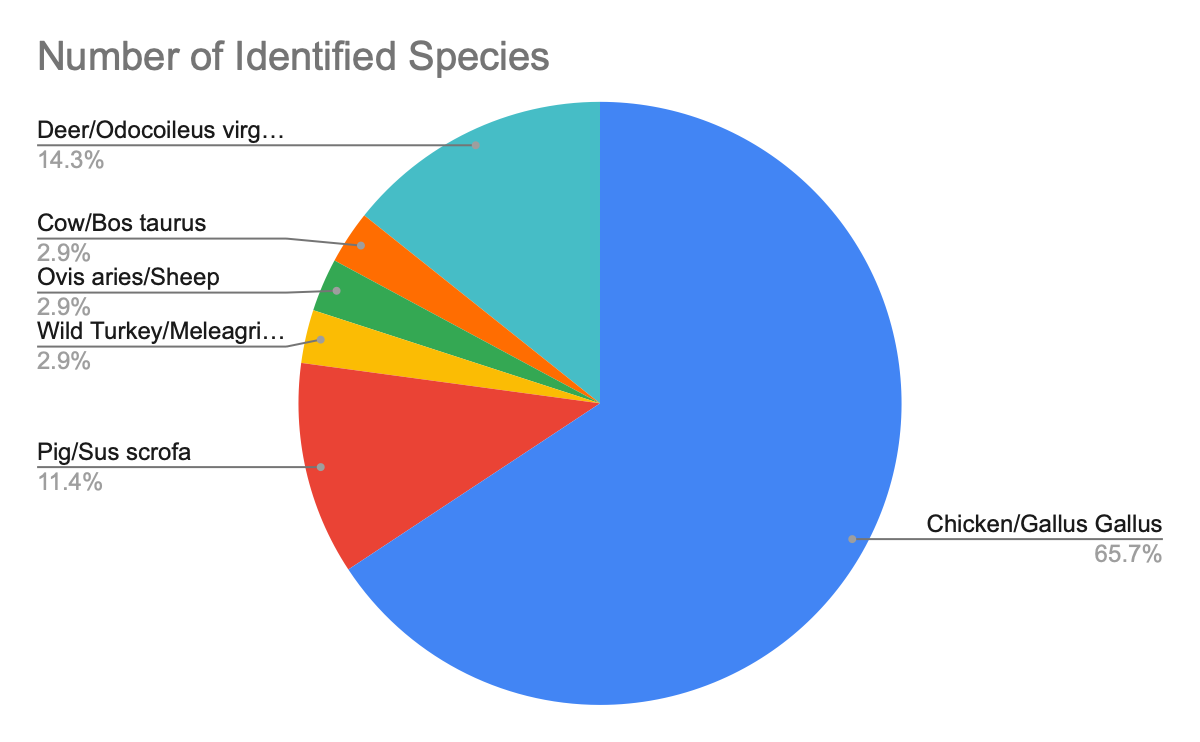 Number of Identified Species
Deer/Odocoileus virg…
14.3%
Cow/Bos taurus
2.9%
Ovis aries/Sheep
2.9%
Wild Turkey/Meleagri…
2.9%
Pig/Sus scrofa
11.4%
Chicken/Gallus Gallus
65.7%